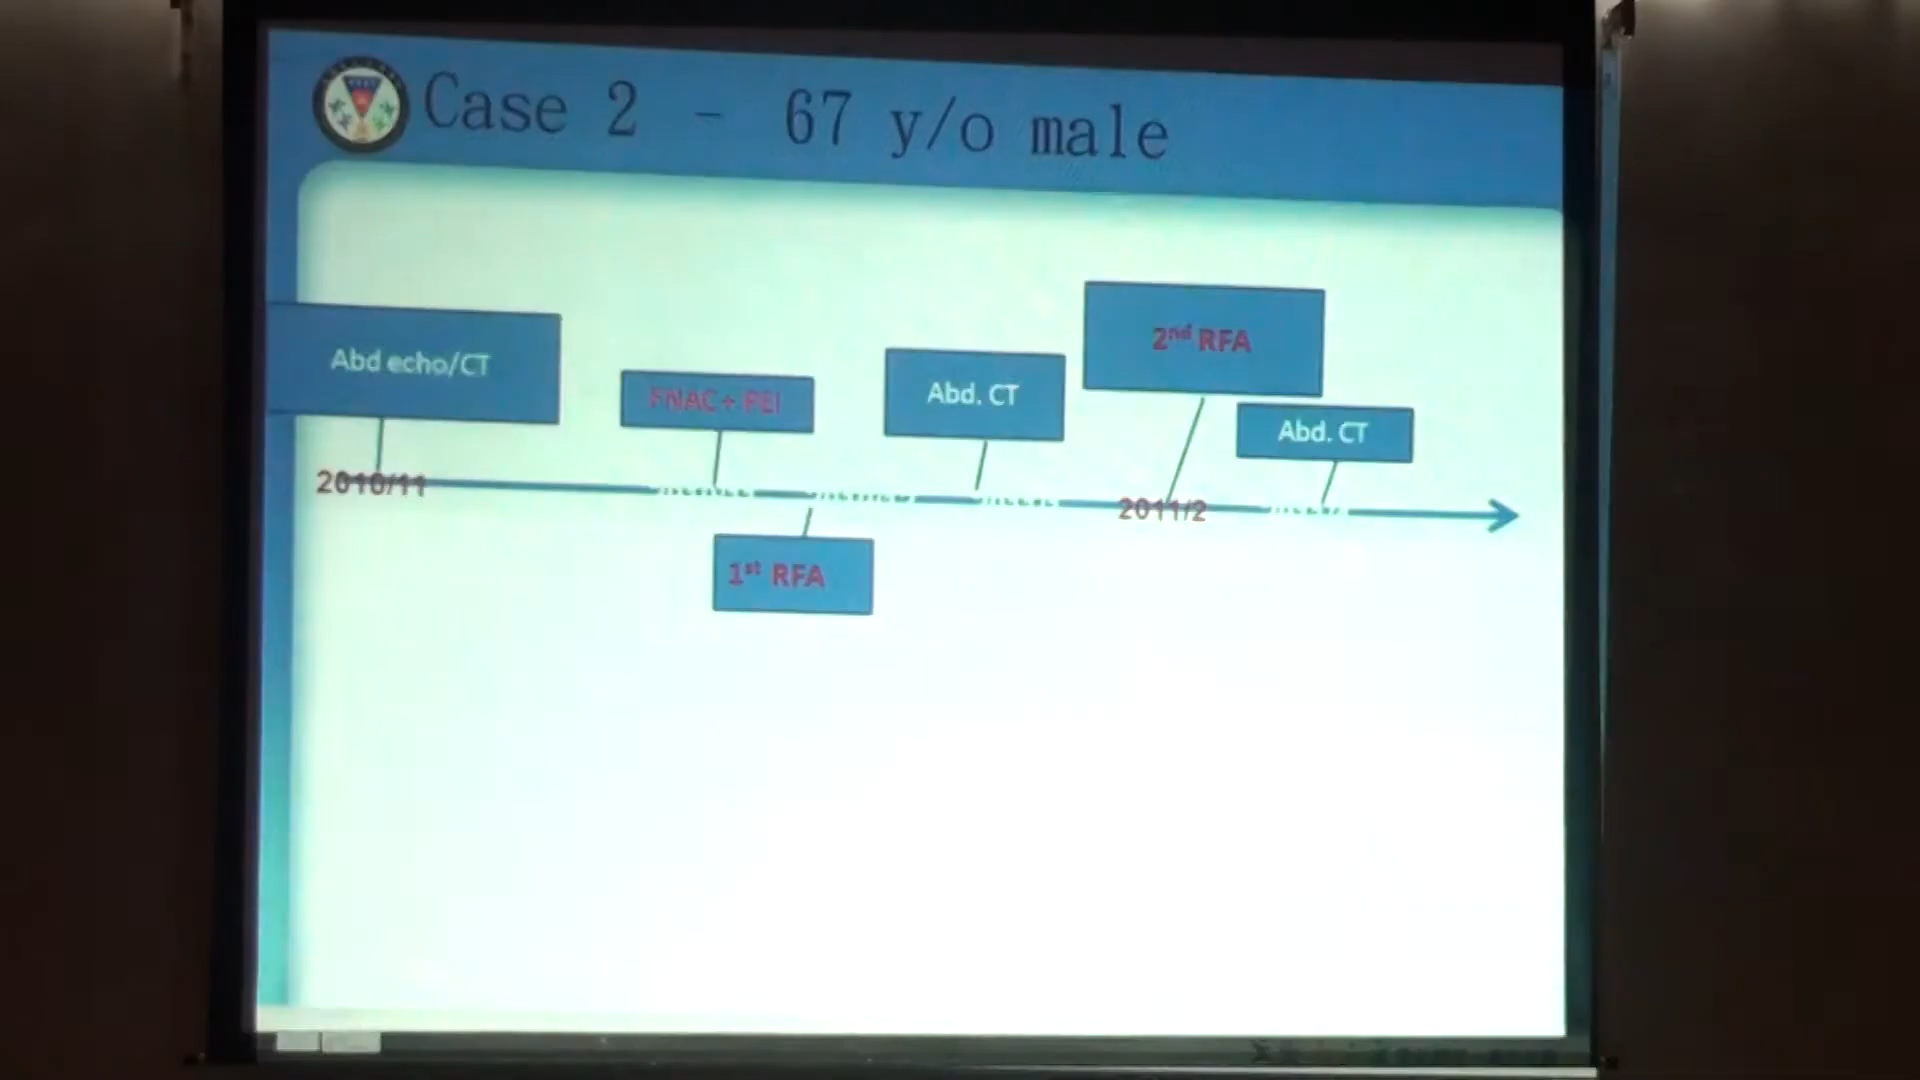 Case 2 - 67 y/o male
2nd RFA
Abd echo/CT
FNAC + PEI
Abd. CT
Abd. CT
2010/11
2011/2
1st RFA